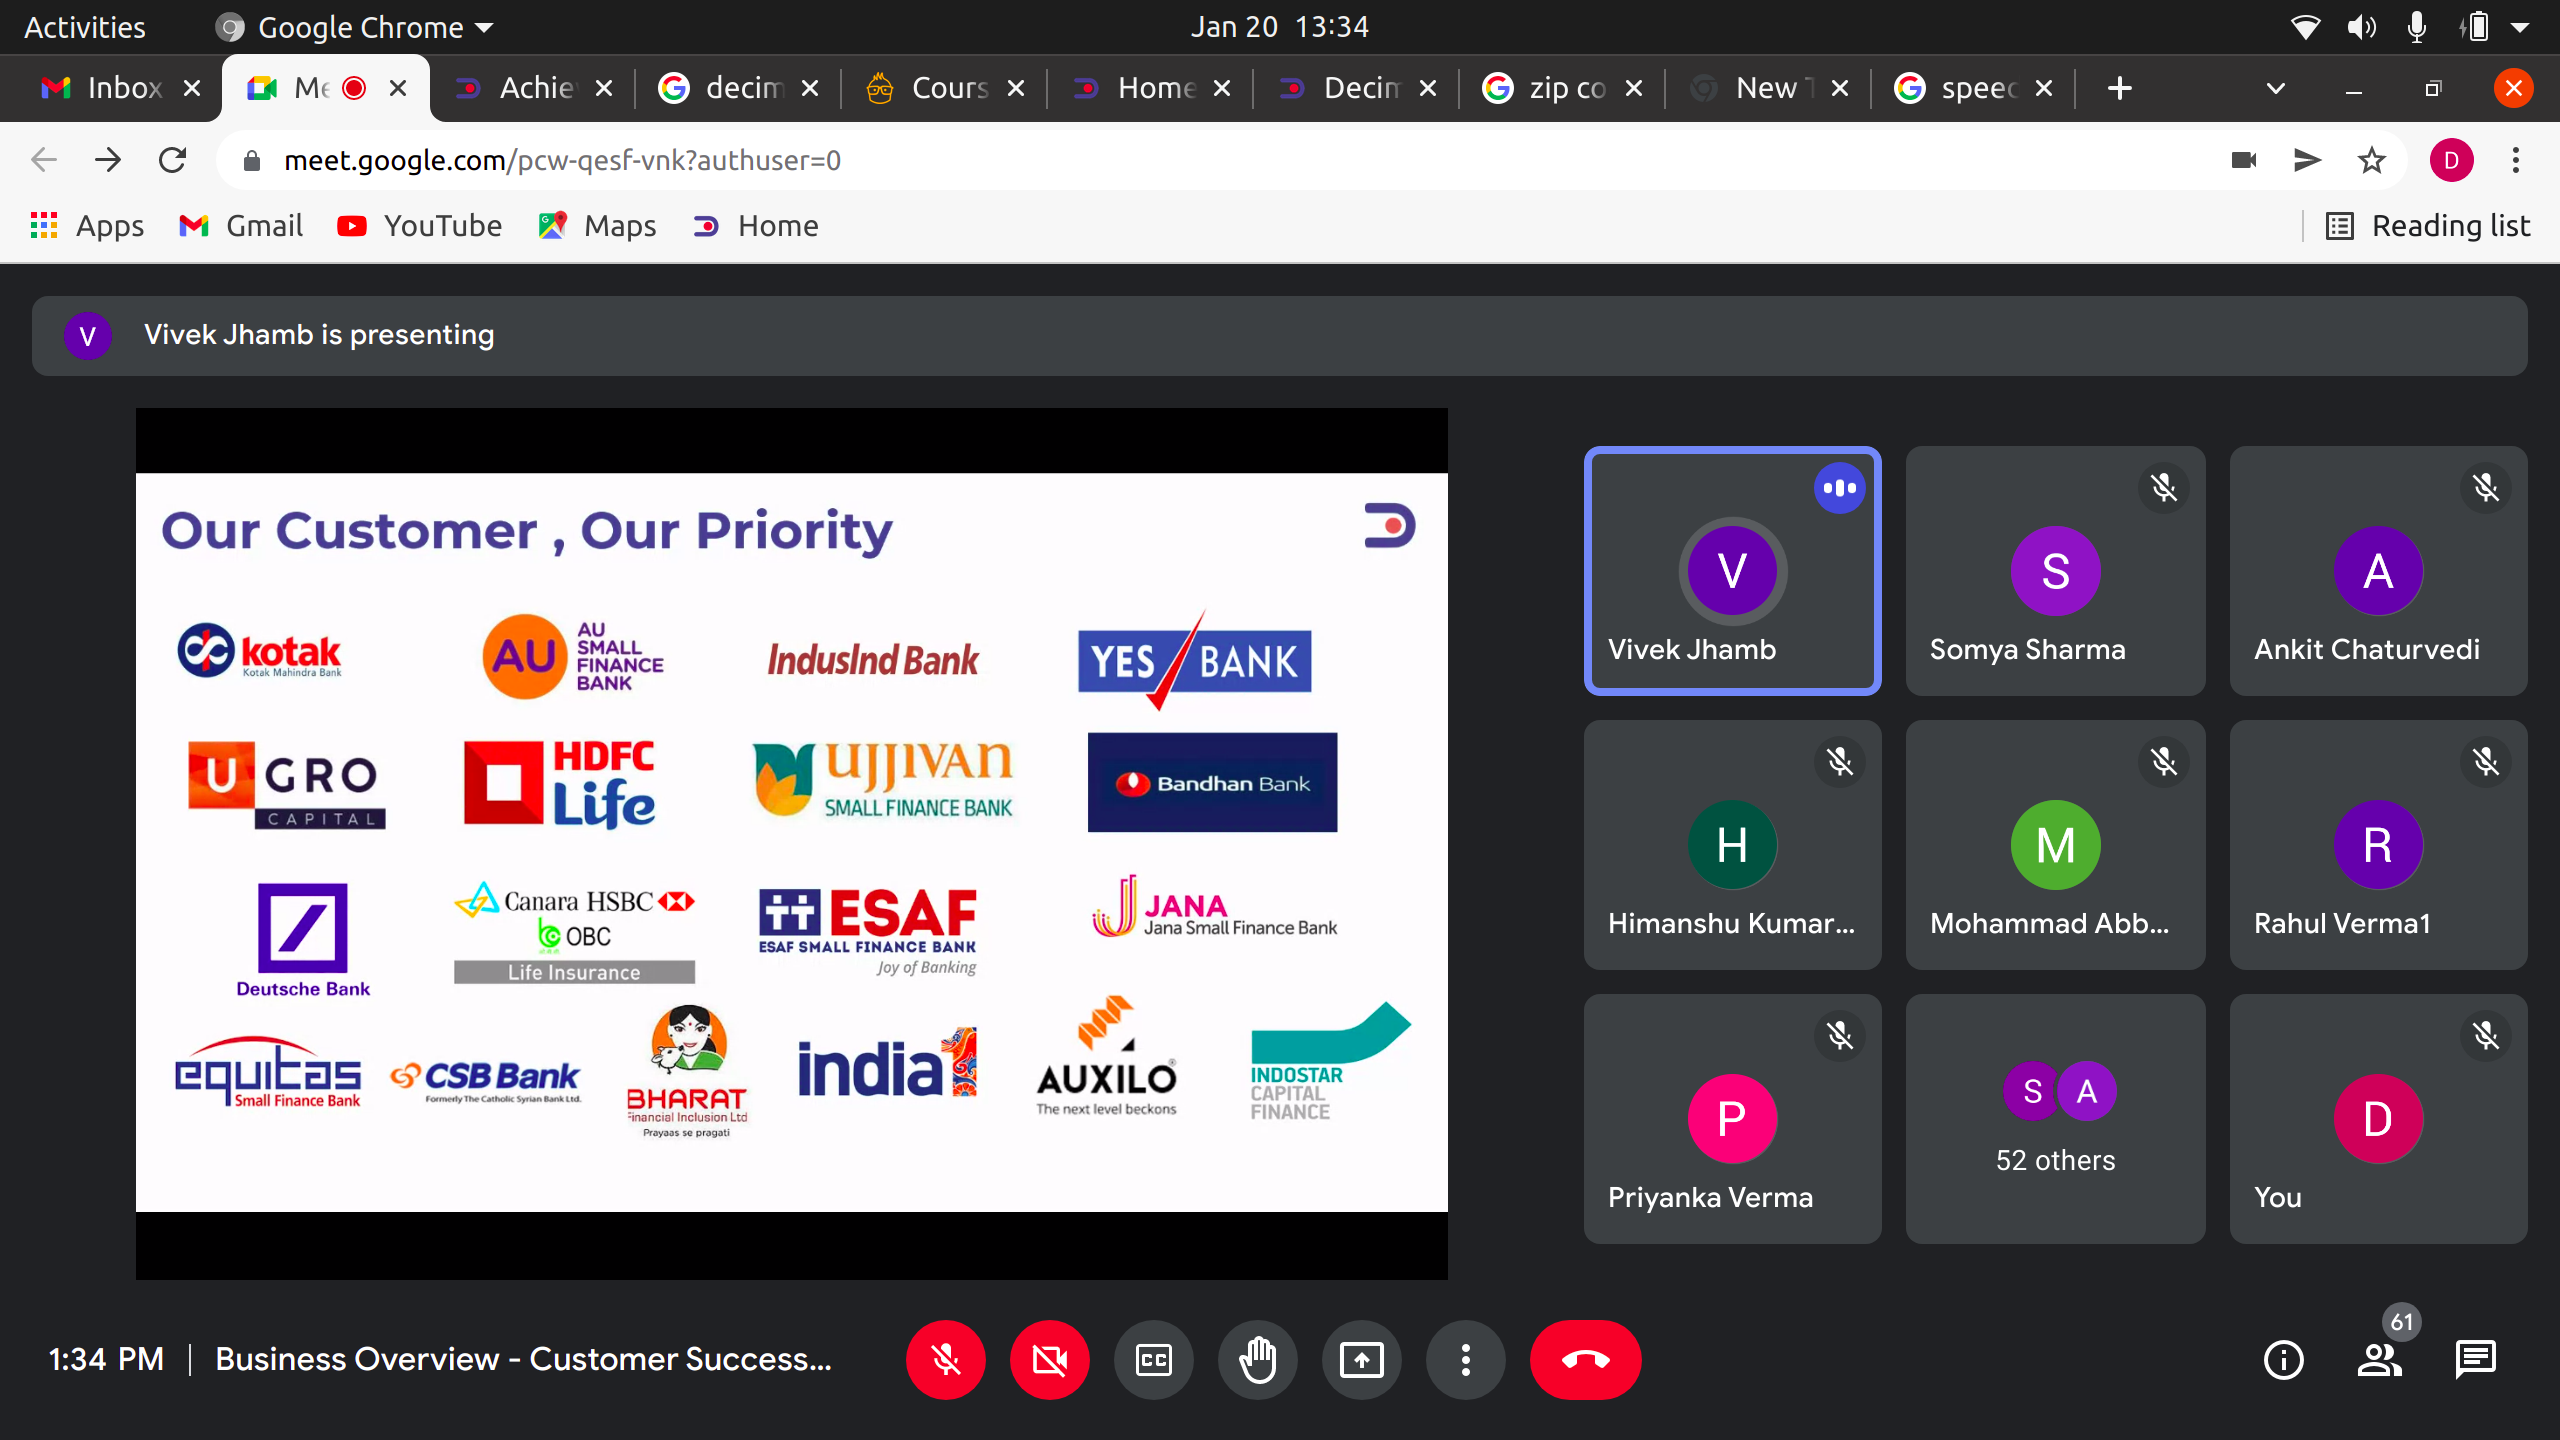 Activities
Google Chrome
Jan 20 13:34
Inbox
Me
Achie
decim
Cours
Home
Decim
zip co
New T
speed
meet.google.com/pcw-qesf-vnk?authuser=0
D
Apps
Gmail
YouTube
Maps
Home
Reading list
V
Vivek Jhamb is presenting
Our Customer , Our Priority
kotak
Kotak Mahindra Bank
AU
AU
SMALL
FINANCE
BANK
IndusInd Bank
YES BANK
U GRO
CAPITAL
HDFC
Life
UJJIVAN
SMALL FINANCE BANK
Bandhan Bank
Deutsche Bank
Canara HSBC
OBC
Life Insurance
ESAF
ESAF SMALL FINANCE BANK
Joy of Banking
JANA
Jana Small Finance Bank
equitas
Small Finance Bank
CSB Bank
Formerly The Catholic Syrian Bank Ltd.
BHARAT
Financial Inclusion Ltd
Prayaas se pragati
india1
AUXILO
The next level beckons
INDOSTAR
CAPITAL
FINANCE
V
Vivek Jhamb
S
Somya Sharma
A
Ankit Chaturvedi
H
Himanshu Kumar...
M
Mohammad Abb...
R
Rahul Verma1
P
Priyanka Verma
S A
52 others
D
You
1:34 PM | Business Overview - Customer Success...
CC
61